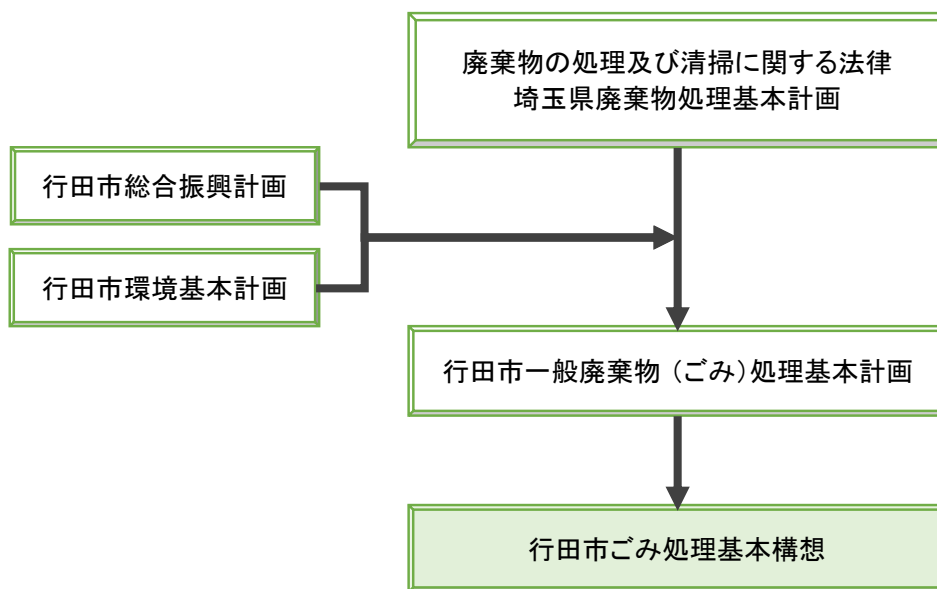 廃棄物の処理及び清掃に関する法律
埼玉県廃棄物処理基本計画
行田市総合振興計画
行田市環境基本計画
行田市一般廃棄物（ごみ）処理基本計画
行田市ごみ処理基本構想